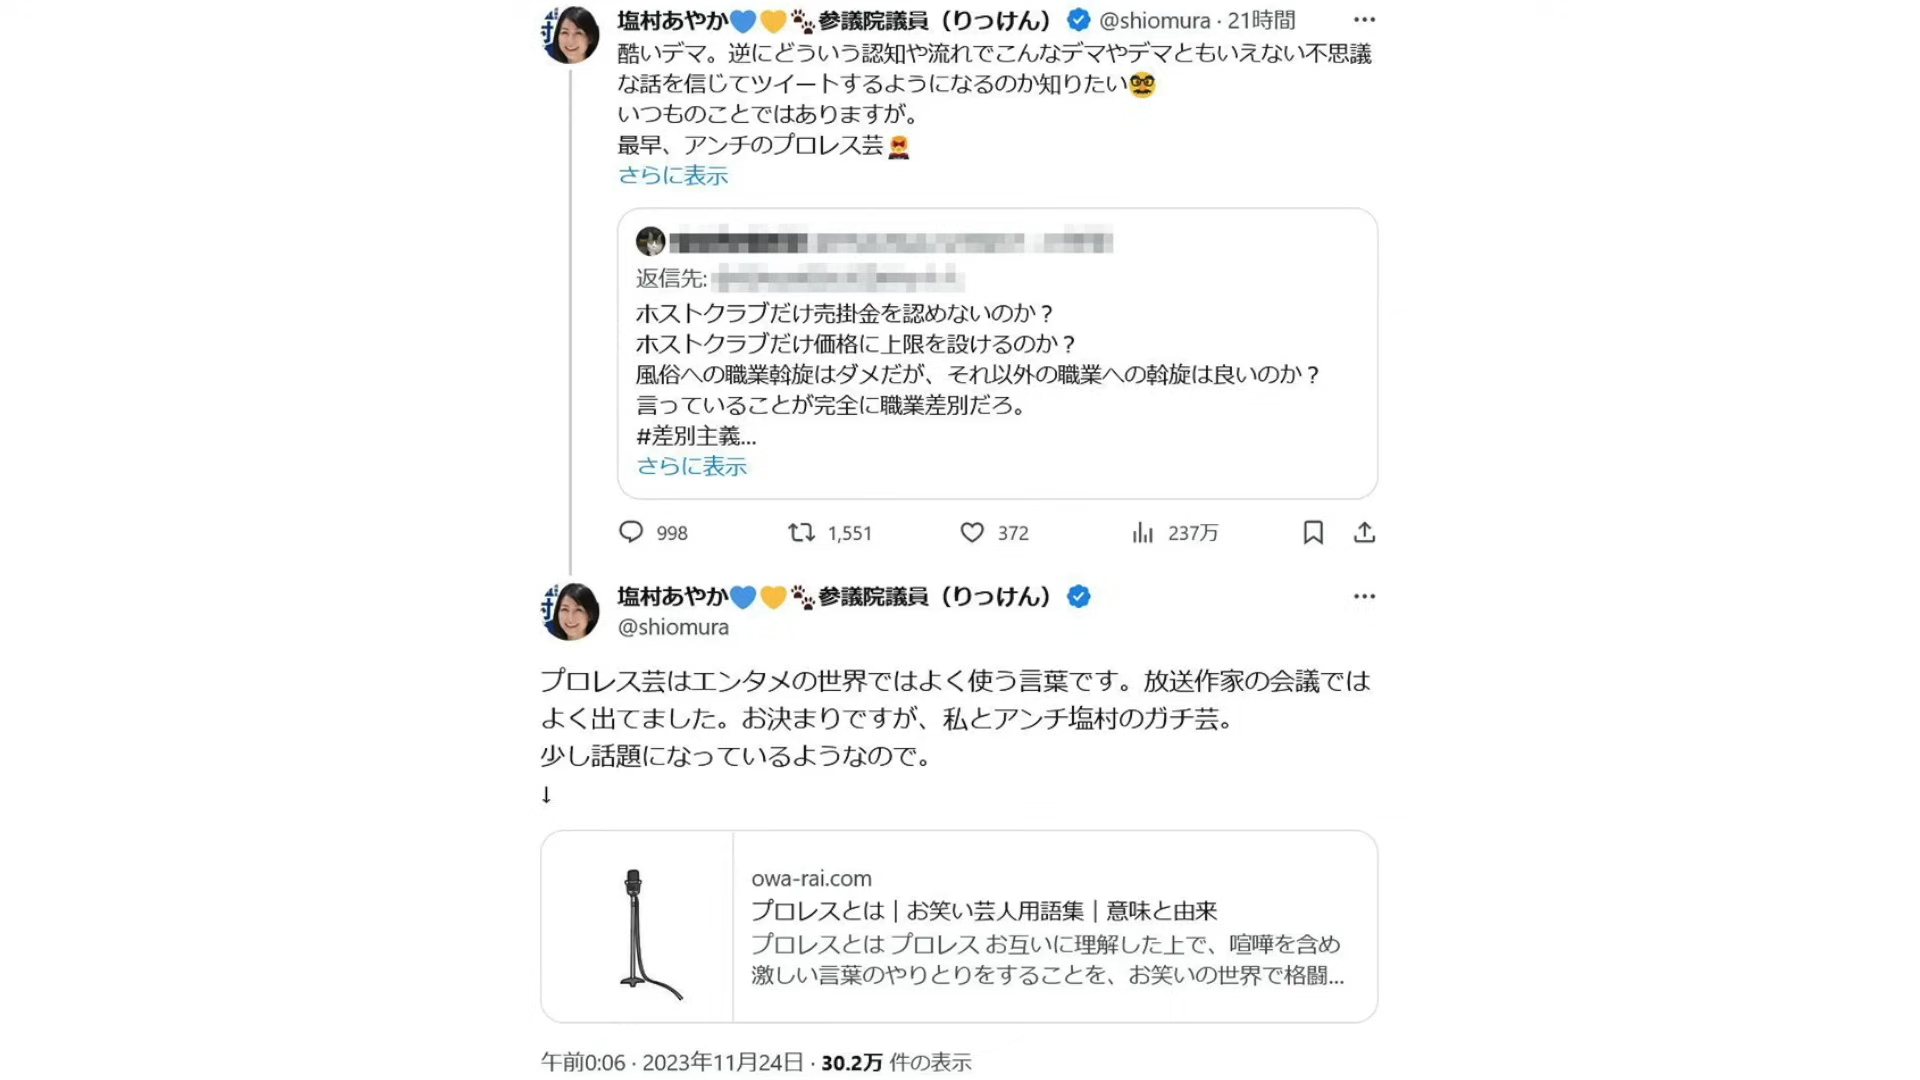 塩村あやか💙💛🐾参議院議員（りっけん） @shiomura · 21時間
酷いデマ。逆にどういう認知や流れでこんなデマやデマともいえない不思議
な話を信じてツイートするようになるのか知りたい🥸
いつものことではありますが。
最早、アンチのプロレス芸
さらに表示
返信先:
ホストクラブだけ売掛金を認めないのか？
ホストクラブだけ価格に上限を設けるのか？
風俗への職業斡旋はダメだが、それ以外の職業への斡旋は良いのか？
言っていることが完全に職業差別だろ。
#差別主義...
さらに表示
998 1,551 372 237万
塩村あやか💙💛🐾参議院議員（りっけん）
@shiomura
プロレス芸はエンタメの世界ではよく使う言葉です。放送作家の会議では
よく出てました。お決まりですが、私とアンチ塩村のガチ芸。
少し話題になっているようなので。
↓
owa-rai.com
プロレスとは | お笑い芸人用語集 | 意味と由来
プロレスとは プロレス お互いに理解した上で、喧嘩を含め
激しい言葉のやりとりをすることを、お笑いの世界で格闘...
午前0:06 · 2023年11月24日 · 30.2万 件の表示